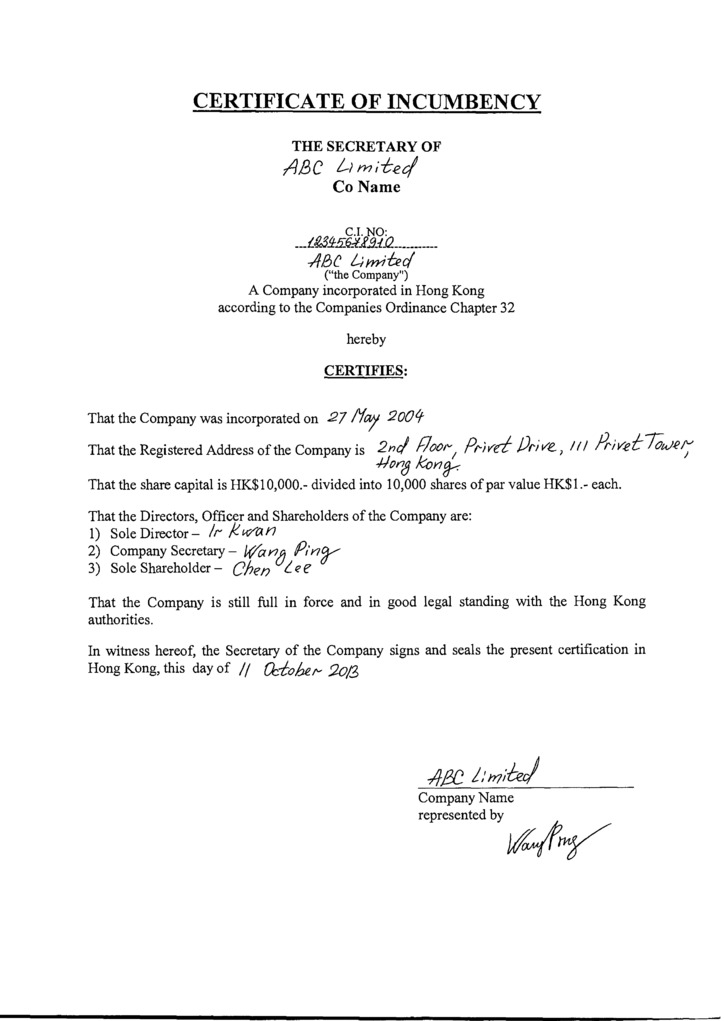 CERTIFICATE OF INCUMBENCY
THE SECRETARY OF
ABC Limited
Co Name
C.I. NO:
12345678910
ABC Limited
("the Company")
A Company incorporated in Hong Kong
according to the Companies Ordinance Chapter 32
hereby
CERTIFIES:
That the Company was incorporated on 27 May 2004
That the Registered Address of the Company is 2nd Floor, Privet Drive, 111 Privet Tower,
Hong Kong.
That the share capital is HK$10,000.- divided into 10,000 shares of par value HK$1.- each.
That the Directors, Officer and Shareholders of the Company are:
1) Sole Director – Ir Kwan
2) Company Secretary – Wang Ping
3) Sole Shareholder – Chen Lee
That the Company is still full in force and in good legal standing with the Hong Kong
authorities.
In witness hereof, the Secretary of the Company signs and seals the present certification in
Hong Kong, this day of 11 October 2013
ABC Limited
Company Name
represented by
Wang Ping